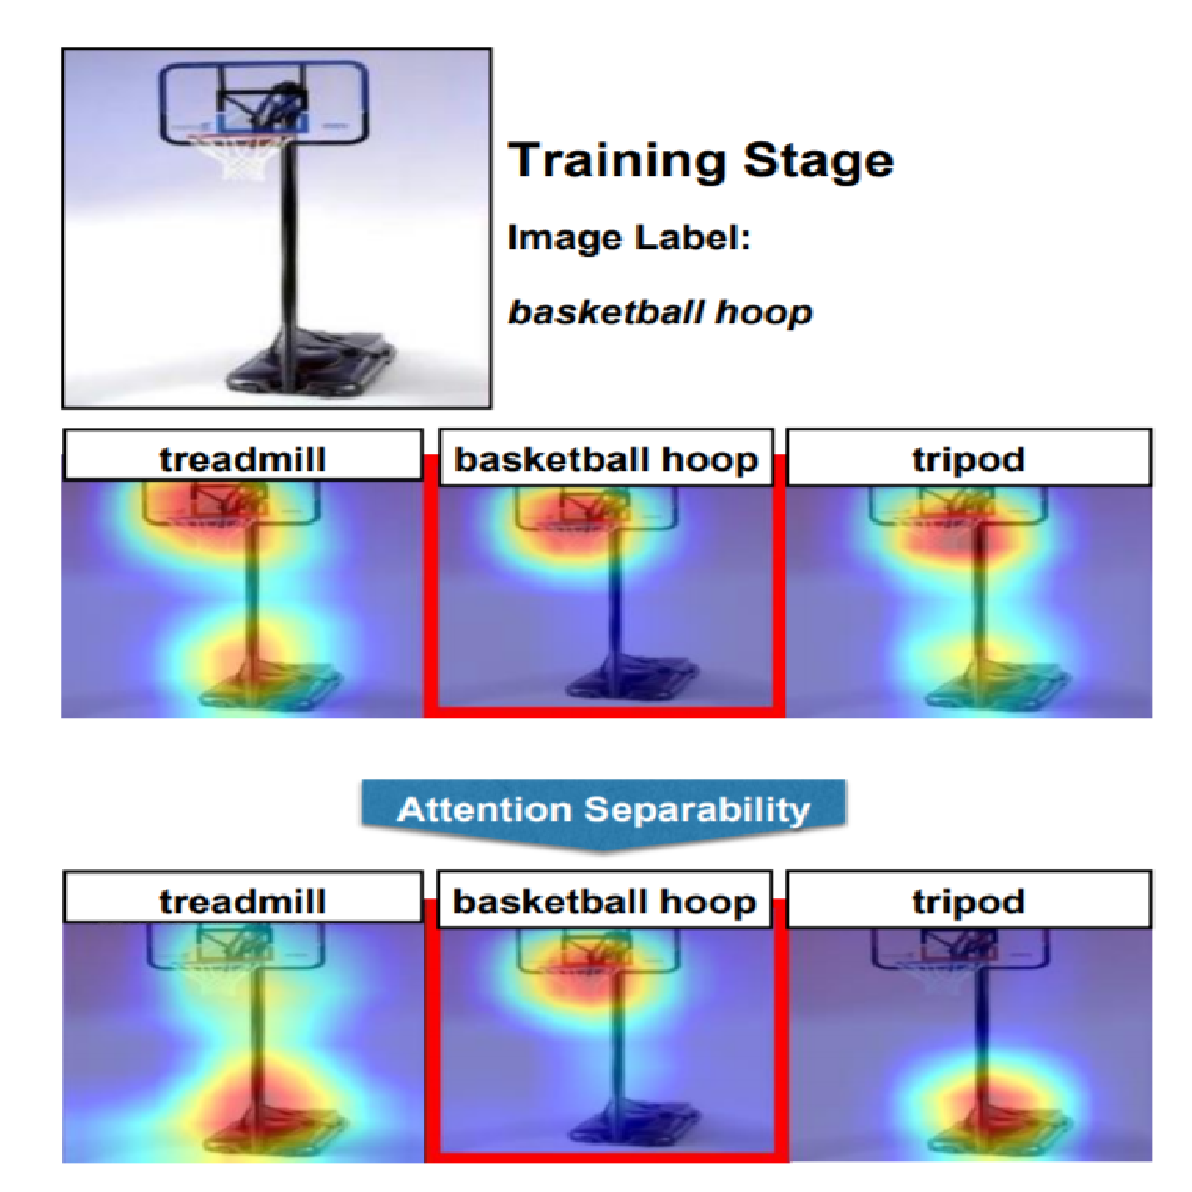 Training Stage
Image Label:
basketball hoop
treadmill
basketball hoop
tripod
Attention Separability
treadmill
basketball hoop
tripod